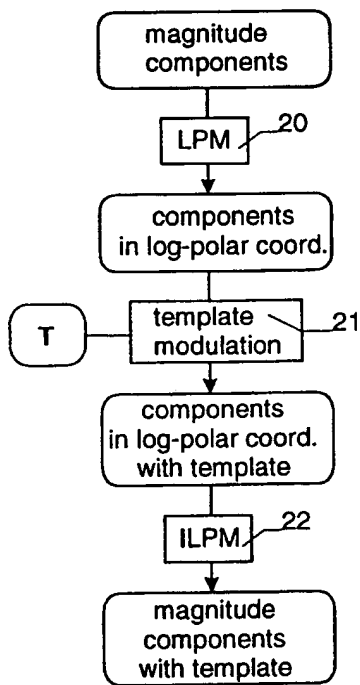 magnitude
components
LPM
20
components
in log-polar coord.
T
template
modulation
21
components
in log-polar coord.
with template
ILPM
22
magnitude
components
with template